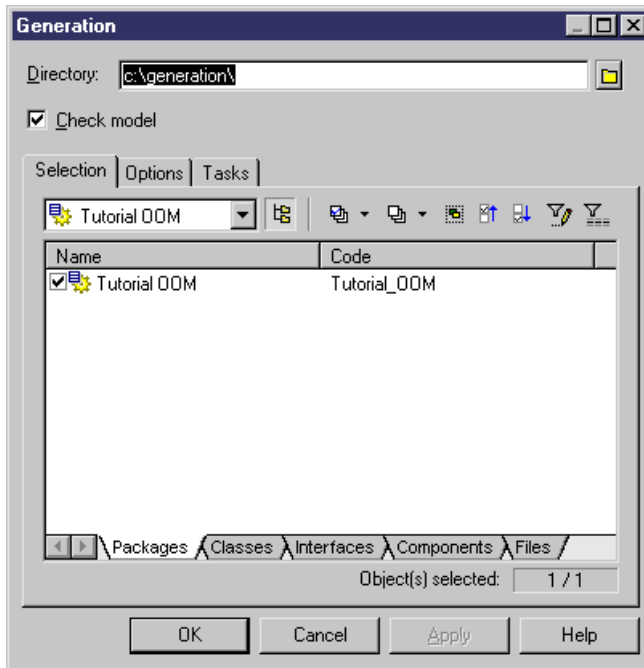 Generation
Directory: c:\generation\
Check model
Selection Options Tasks
Tutorial OOM
Name Code
Tutorial OOM Tutorial_OOM
Packages Classes Interfaces Components Files
Object(s) selected: 1 / 1
OK Cancel Apply Help